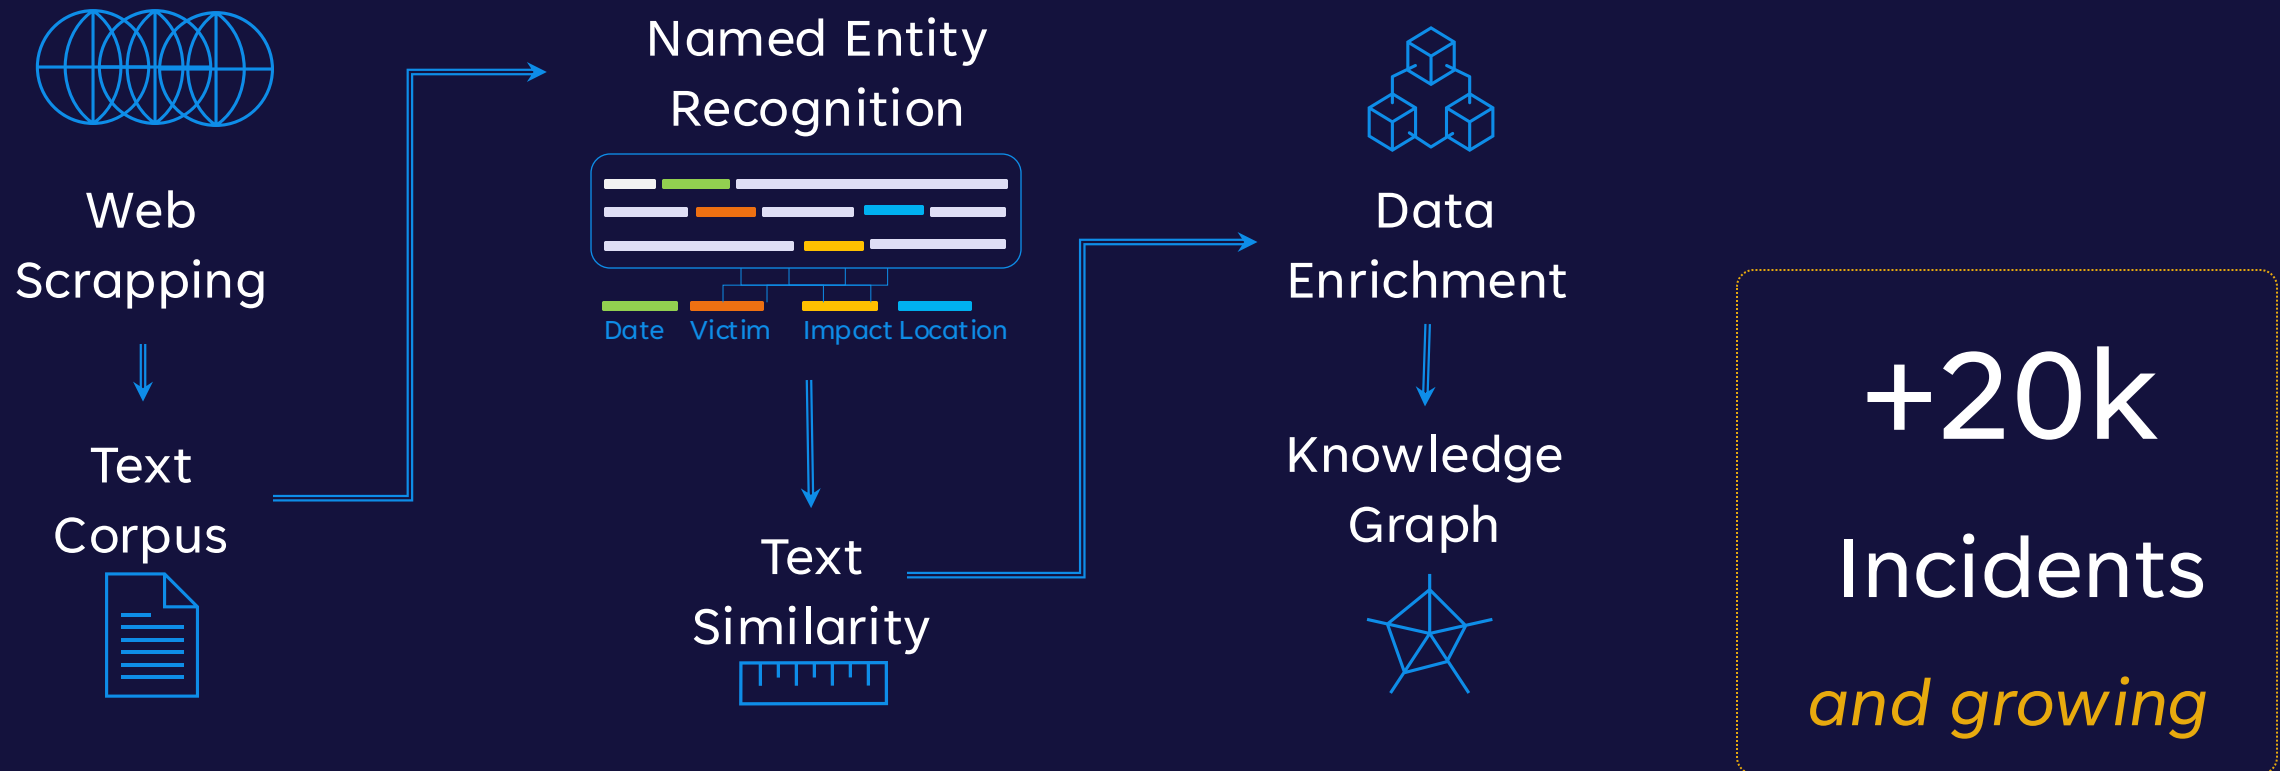 Web
Scrapping
Text
Corpus
Named Entity
Recognition
Date Victim Impact Location
Text
Similarity
Data
Enrichment
Knowledge
Graph
+20k
Incidents
and growing